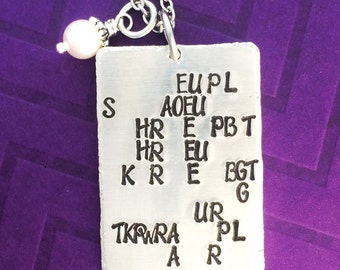 EUPL
S AOEU
HR E PBT
HR EU
K R E BGT
G
UR
TKPWRA PL
A R